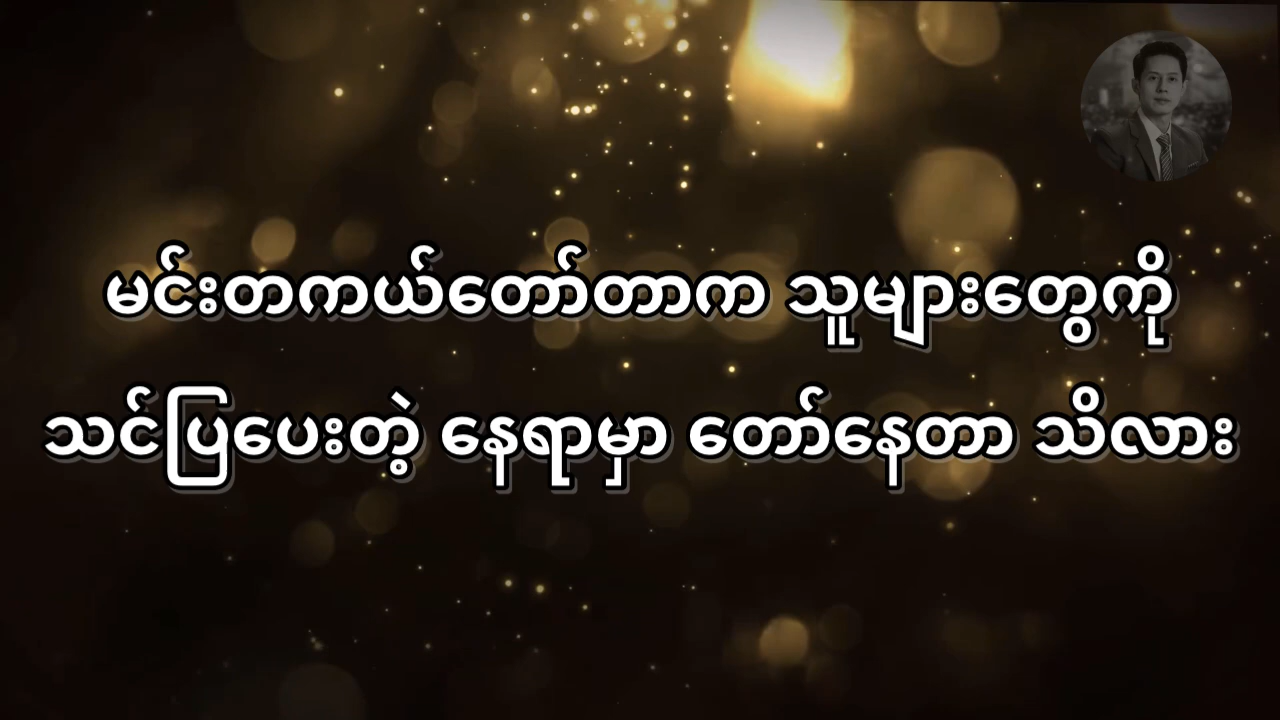 မင်းတကယ်တော်တာက သူများတွေကို
သင်ပြပေးတဲ့ နေရာမှာ တော်နေတာ သိလား